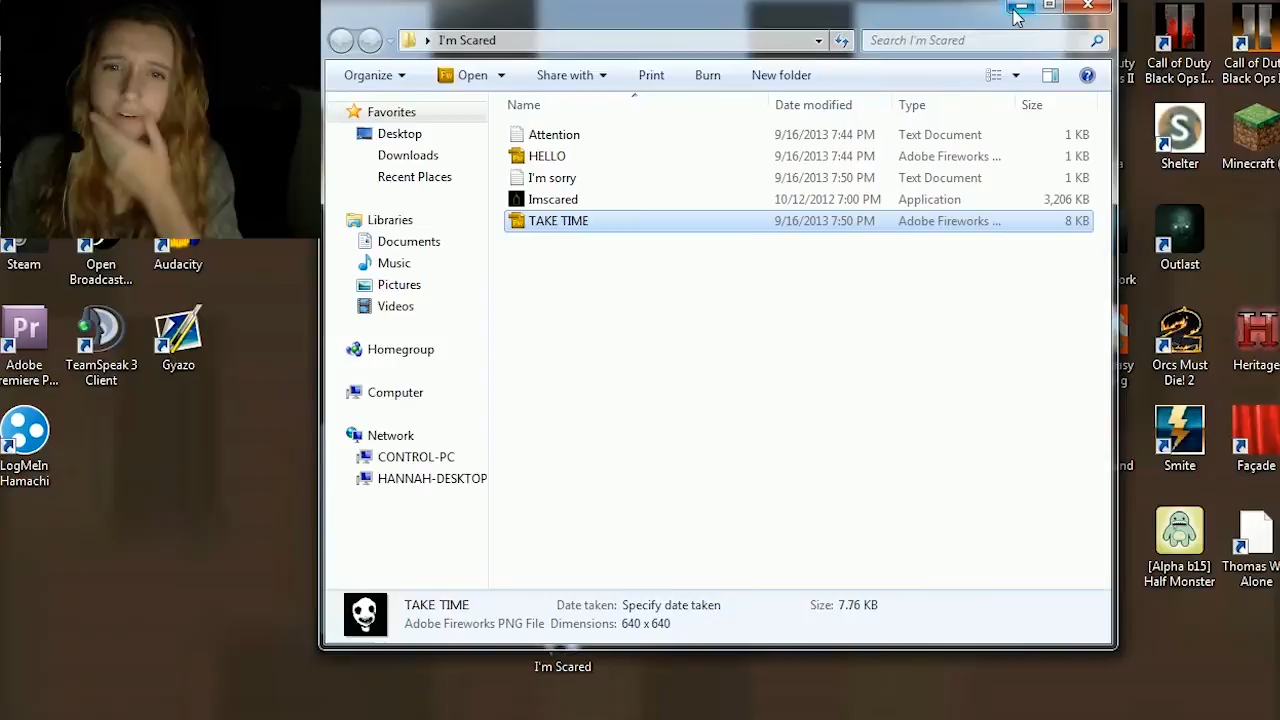 I'm Scared
Search I'm Scared
Organize
Open
Share with
Print
Burn
New folder
Favorites
Desktop
Downloads
Recent Places
Libraries
Documents
Music
Pictures
Videos
Homegroup
Computer
Network
CONTROL-PC
HANNAH-DESKTOP
Name Date modified Type Size
Attention 9/16/2013 7:44 PM Text Document 1 KB
HELLO 9/16/2013 7:44 PM Adobe Fireworks ... 1 KB
I'm sorry 9/16/2013 7:50 PM Text Document 1 KB
Imscared 10/12/2012 7:00 PM Application 3,206 KB
TAKE TIME 9/16/2013 7:50 PM Adobe Fireworks ... 8 KB
TAKE TIME Date taken: Specify date taken Size: 7.76 KB
Adobe Fireworks PNG File Dimensions: 640 x 640
I'm Scared
Steam
Open
Broadcast...
Audacity
Pr
Adobe
remiere P...
TeamSpeak 3
Client
Gyazo
LogMeIn
Hamachi
Call of Duty
Black Ops I...
Call of Duty
Black Ops
S
Shelter
Minecraft
Outlast
2
Orcs Must
Die! 2
H
Heritage
Smite
Façade
[Alpha b15]
Half Monster
Thomas W
Alone